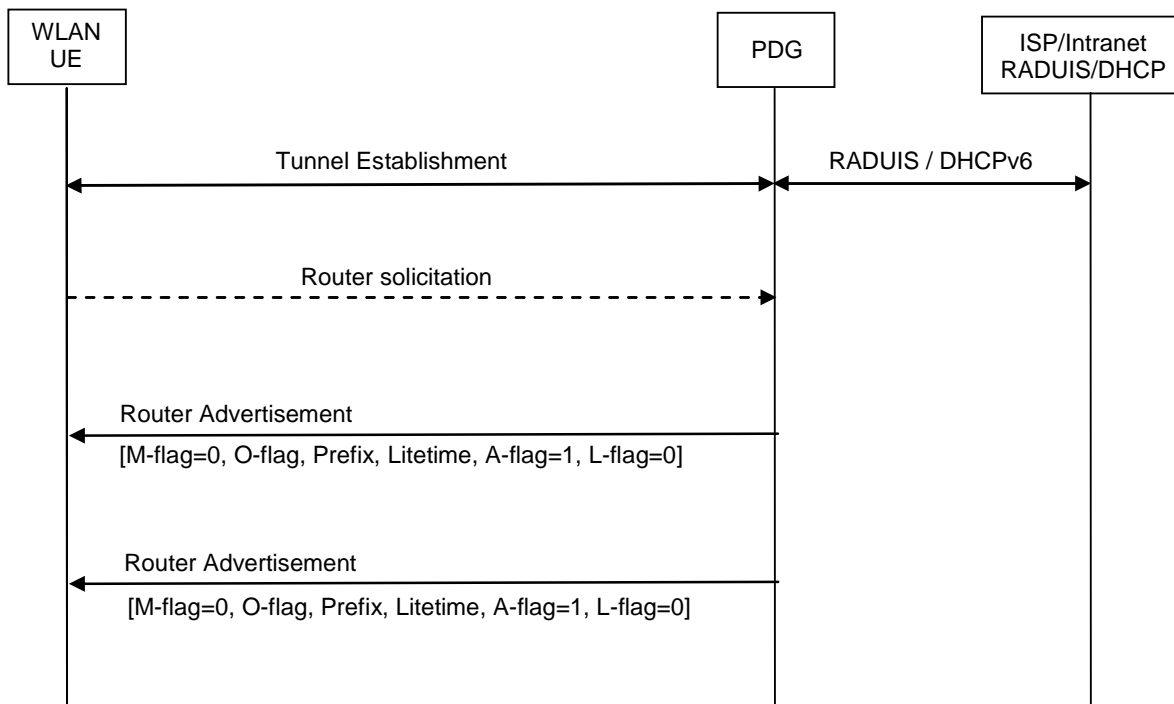 WLAN
UE
PDG
ISP/Intranet
RADUIS/DHCP
Tunnel Establishment
RADUIS / DHCPv6
Router solicitation
Router Advertisement
[M-flag=0, O-flag, Prefix, Litetime, A-flag=1, L-flag=0]
Router Advertisement
[M-flag=0, O-flag, Prefix, Litetime, A-flag=1, L-flag=0]